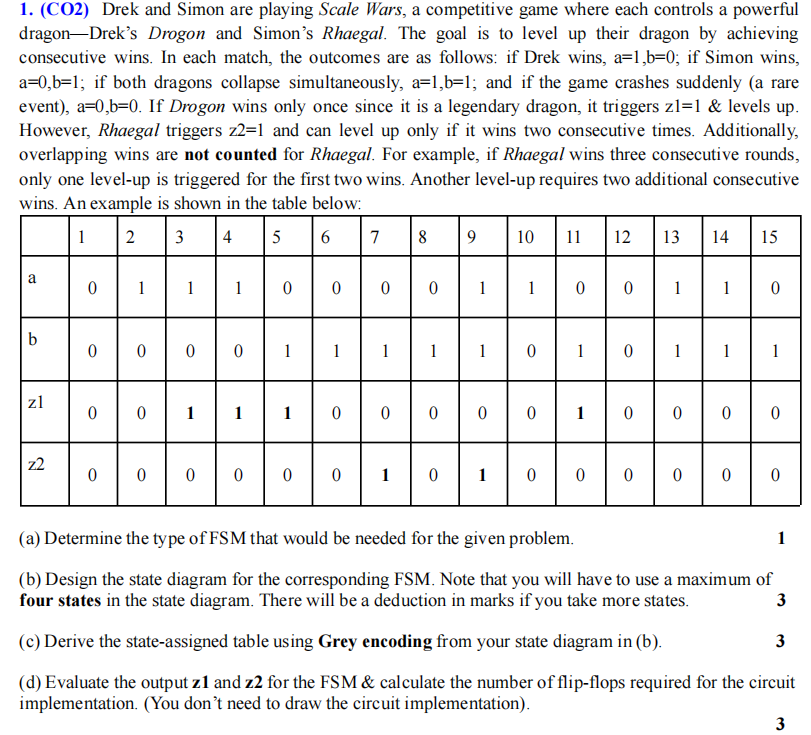 1. (CO2) Drek and Simon are playing Scale Wars, a competitive game where each controls a powerful
dragon—Drek’s Drogon and Simon’s Rhaegal. The goal is to level up their dragon by achieving
consecutive wins. In each match, the outcomes are as follows: if Drek wins, a=1,b=0; if Simon wins,
a=0,b=1; if both dragons collapse simultaneously, a=1,b=1; and if the game crashes suddenly (a rare
event), a=0,b=0. If Drogon wins only once since it is a legendary dragon, it triggers z1=1 & levels up.
However, Rhaegal triggers z2=1 and can level up only if it wins two consecutive times. Additionally,
overlapping wins are not counted for Rhaegal. For example, if Rhaegal wins three consecutive rounds,
only one level-up is triggered for the first two wins. Another level-up requires two additional consecutive
wins. An example is shown in the table below:
1 2 3 4 5 6 7 8 9 10 11 12 13 14 15
a 0 1 1 1 0 0 0 0 1 1 0 0 1 1 0
b 0 0 0 0 1 1 1 1 1 0 1 0 1 1 1
z1 0 0 1 1 1 0 0 0 0 0 1 0 0 0 0
z2 0 0 0 0 0 0 1 0 1 0 0 0 0 0 0
(a) Determine the type of FSM that would be needed for the given problem. 1
(b) Design the state diagram for the corresponding FSM. Note that you will have to use a maximum of
four states in the state diagram. There will be a deduction in marks if you take more states. 3
(c) Derive the state-assigned table using Grey encoding from your state diagram in (b). 3
(d) Evaluate the output z1 and z2 for the FSM & calculate the number of flip-flops required for the circuit
implementation. (You don’t need to draw the circuit implementation).
3